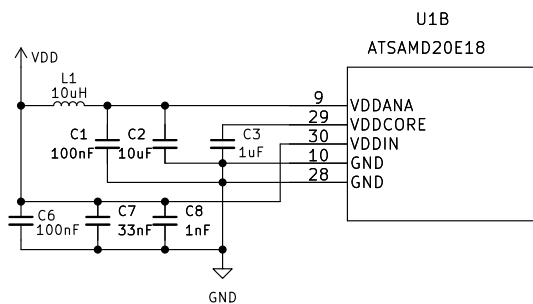 U1B
ATSAMD20E18
VDD
L1
10uH
9 VDDANA
29 VDDCORE
30 VDDIN
10 GND
28 GND
C1
100nF
C2
10uF
C3
1uF
C6
100nF
C7
33nF
C8
1nF
GND